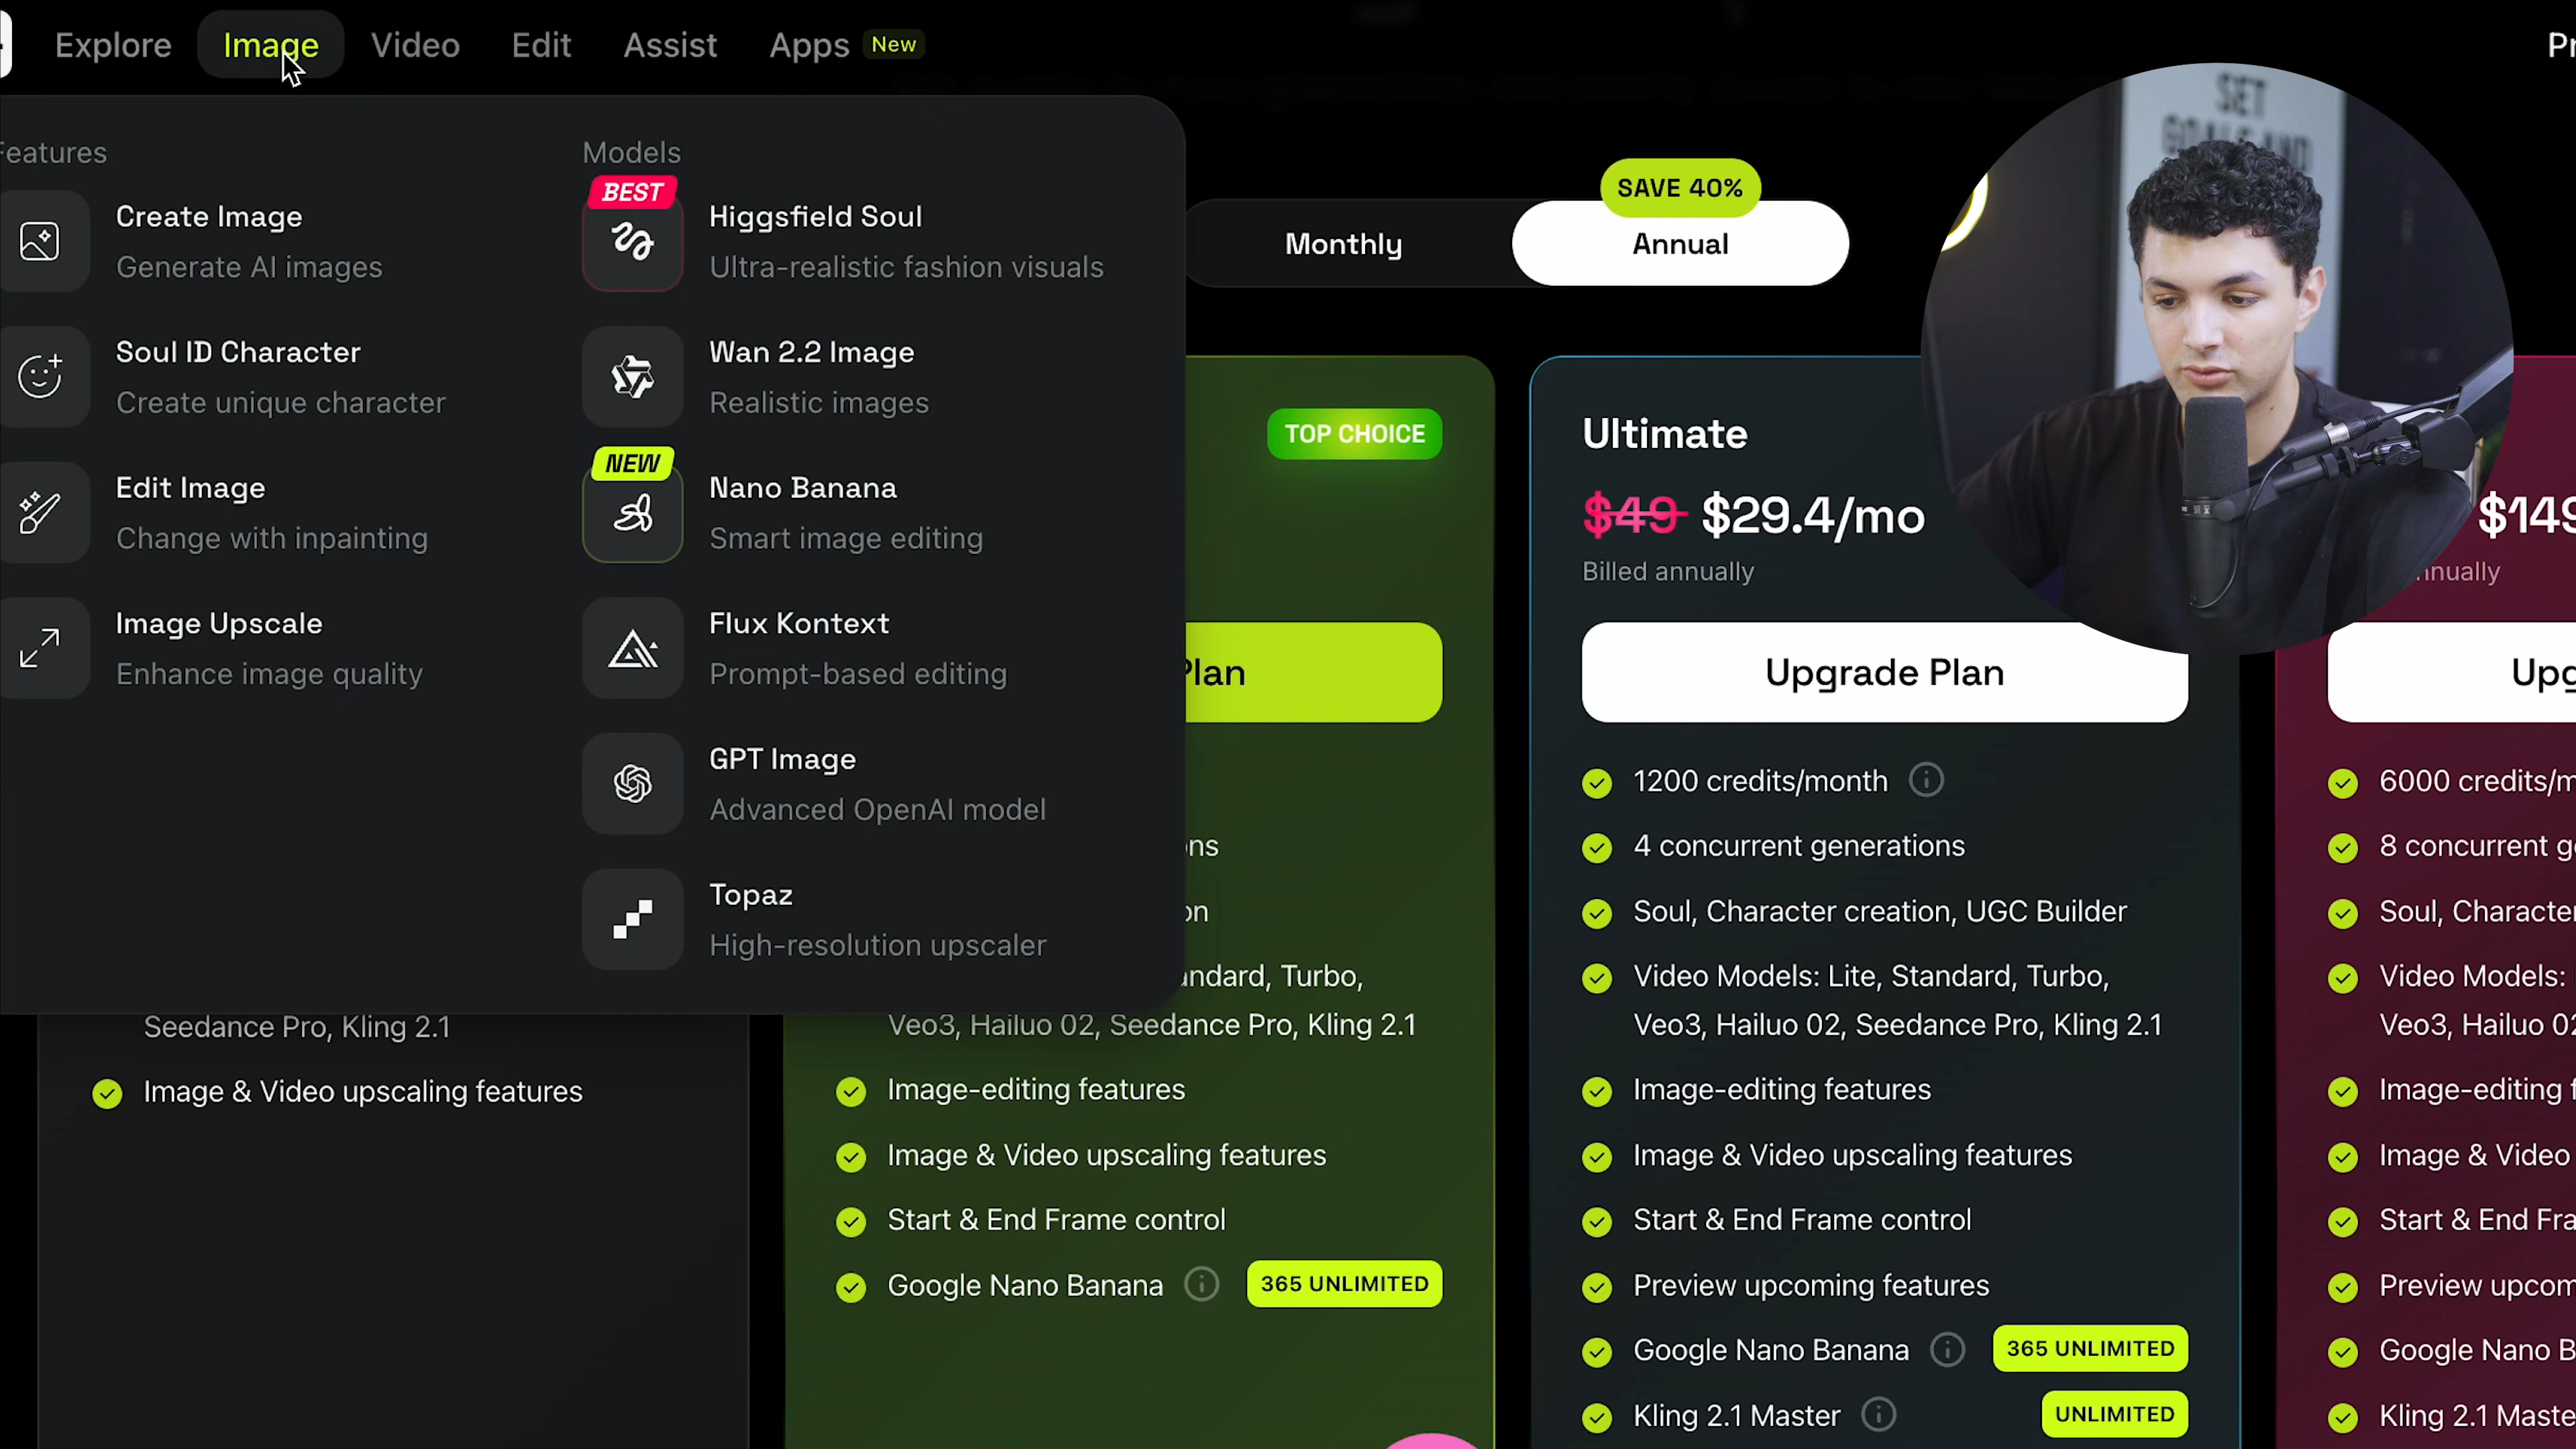 Explore Image Video Edit Assist Apps New
Features
Create Image
Generate AI images
Soul ID Character
Create unique character
Edit Image
Change with inpainting
Image Upscale
Enhance image quality
Models
BEST
Higgsfield Soul
Ultra-realistic fashion visuals
Wan 2.2 Image
Realistic images
NEW
Nano Banana
Smart image editing
Flux Kontext
Prompt-based editing
GPT Image
Advanced OpenAI model
Topaz
High-resolution upscaler
SET
GOALS AND
SAVE 40%
Monthly Annual
Seedance Pro, Kling 2.1
Image & Video upscaling features
TOP CHOICE
Plan
ns
on
andard, Turbo,
Veo3, Hailuo 02, Seedance Pro, Kling 2.1
Image-editing features
Image & Video upscaling features
Start & End Frame control
Google Nano Banana 365 UNLIMITED
Ultimate
$49 $29.4/mo
Billed annually
Upgrade Plan
1200 credits/month
4 concurrent generations
Soul, Character creation, UGC Builder
Video Models: Lite, Standard, Turbo,
Veo3, Hailuo 02, Seedance Pro, Kling 2.1
Image-editing features
Image & Video upscaling features
Start & End Frame control
Preview upcoming features
Google Nano Banana 365 UNLIMITED
Kling 2.1 Master UNLIMITED
$149
nnually
Upg
6000 credits/m
8 concurrent g
Soul, Character
Video Models:
Veo3, Hailuo 02
Image-editing f
Image & Video
Start & End Fra
Preview upcom
Google Nano B
Kling 2.1 Maste